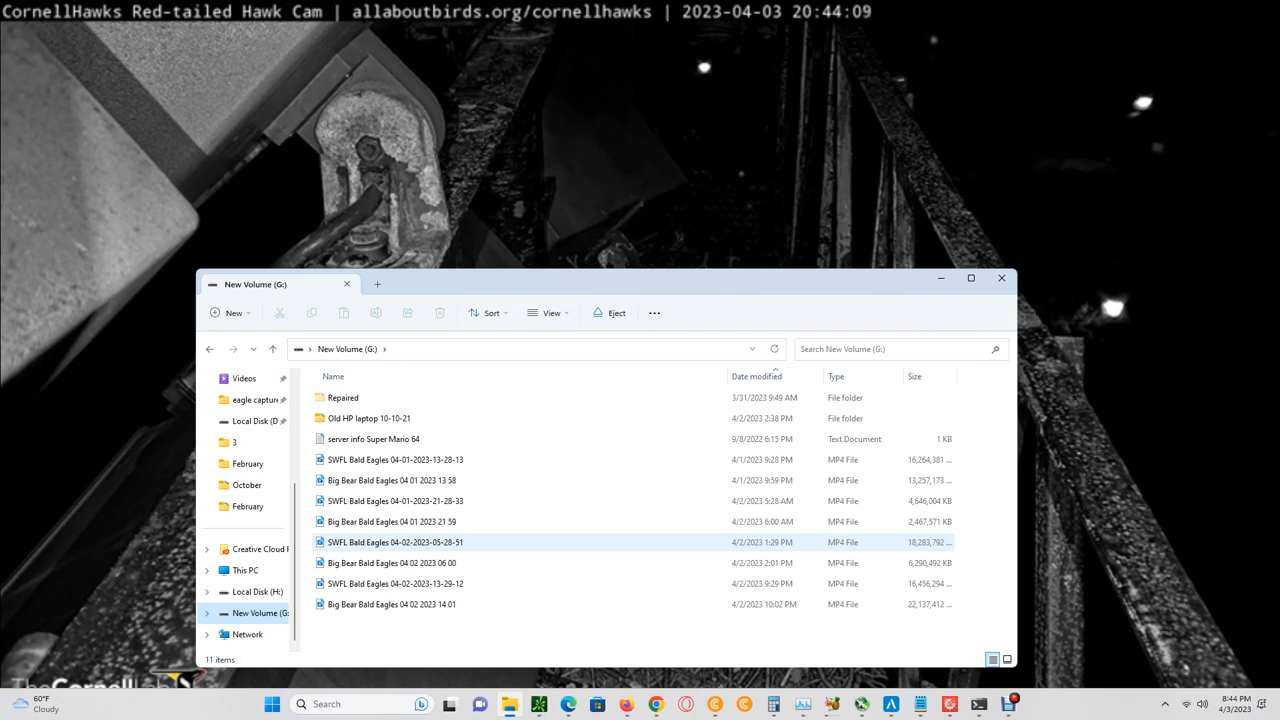 CornellHawks Red-tailed Hawk Cam | allaboutbirds.org/cornellhawks | 2023-04-03 20:44:09
New Volume (G:)
New
Sort
View
Eject
New Volume (G:)
Search New Volume (G:)
Name Date modified Type Size
Videos
eagle capture
Local Disk (D
3
February
October
February
Creative Cloud F
This PC
Local Disk (H:)
New Volume (G:
Network
Repaired 3/31/2023 9:49 AM File folder
Old HP laptop 10-10-21 4/2/2023 2:38 PM File folder
server info Super Mario 64 9/8/2022 6:15 PM Text Document 1 KB
SWFL Bald Eagles 04-01-2023-13-28-13 4/1/2023 9:28 PM MP4 File 16,264,381 ...
Big Bear Bald Eagles 04 01 2023 13 58 4/1/2023 9:59 PM MP4 File 13,257,173 ...
SWFL Bald Eagles 04-01-2023-21-28-33 4/2/2023 5:28 AM MP4 File 4,646,004 KB
Big Bear Bald Eagles 04 01 2023 21 59 4/2/2023 6:00 AM MP4 File 2,467,571 KB
SWFL Bald Eagles 04-02-2023-05-28-51 4/2/2023 1:29 PM MP4 File 18,283,792 ...
Big Bear Bald Eagles 04 02 2023 06 00 4/2/2023 2:01 PM MP4 File 6,290,492 KB
SWFL Bald Eagles 04-02-2023-13-29-12 4/2/2023 9:29 PM MP4 File 16,456,294 ...
Big Bear Bald Eagles 04 02 2023 14 01 4/2/2023 10:02 PM MP4 File 22,137,412 ...
11 items
TheCornellLab
60°F
Cloudy
Search
8:44 PM
4/3/2023